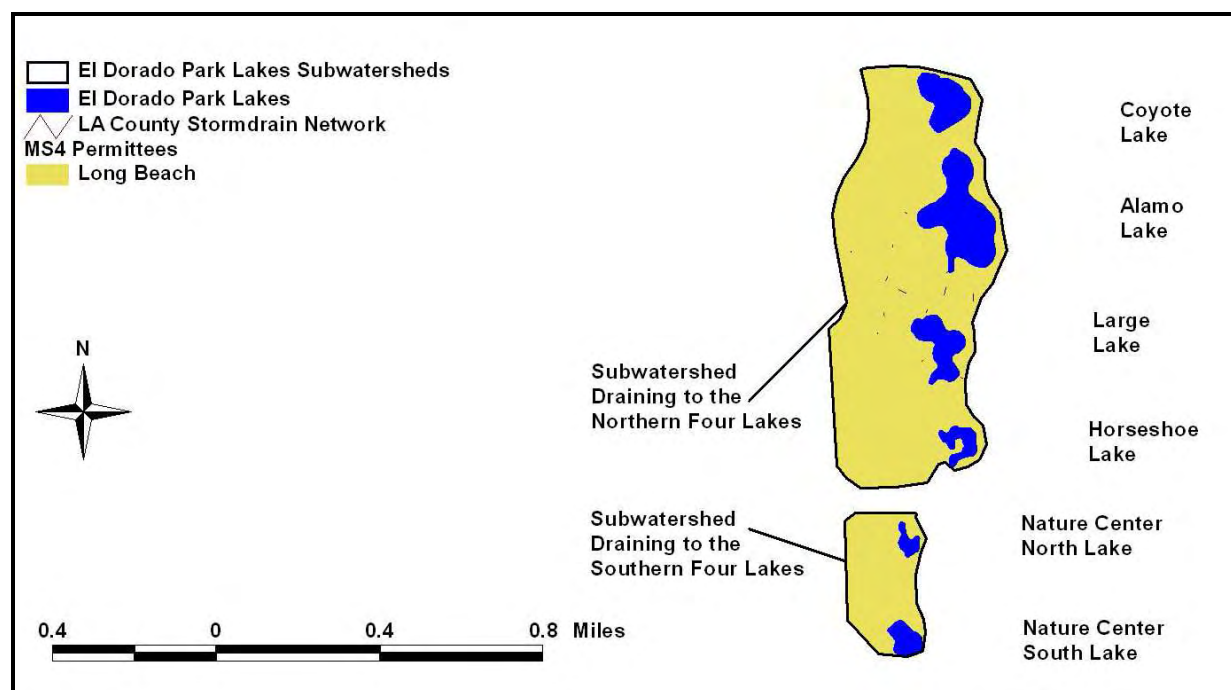 El Dorado Park Lakes Subwatersheds
El Dorado Park Lakes
LA County Stormdrain Network
MS4 Permittees
Long Beach
Coyote
Lake
Alamo
Lake
Large
Lake
Horseshoe
Lake
Nature Center
North Lake
Nature Center
South Lake
Subwatershed
Draining to the
Northern Four Lakes
Subwatershed
Draining to the
Southern Four Lakes
N
0.4 0 0.4 0.8 Miles